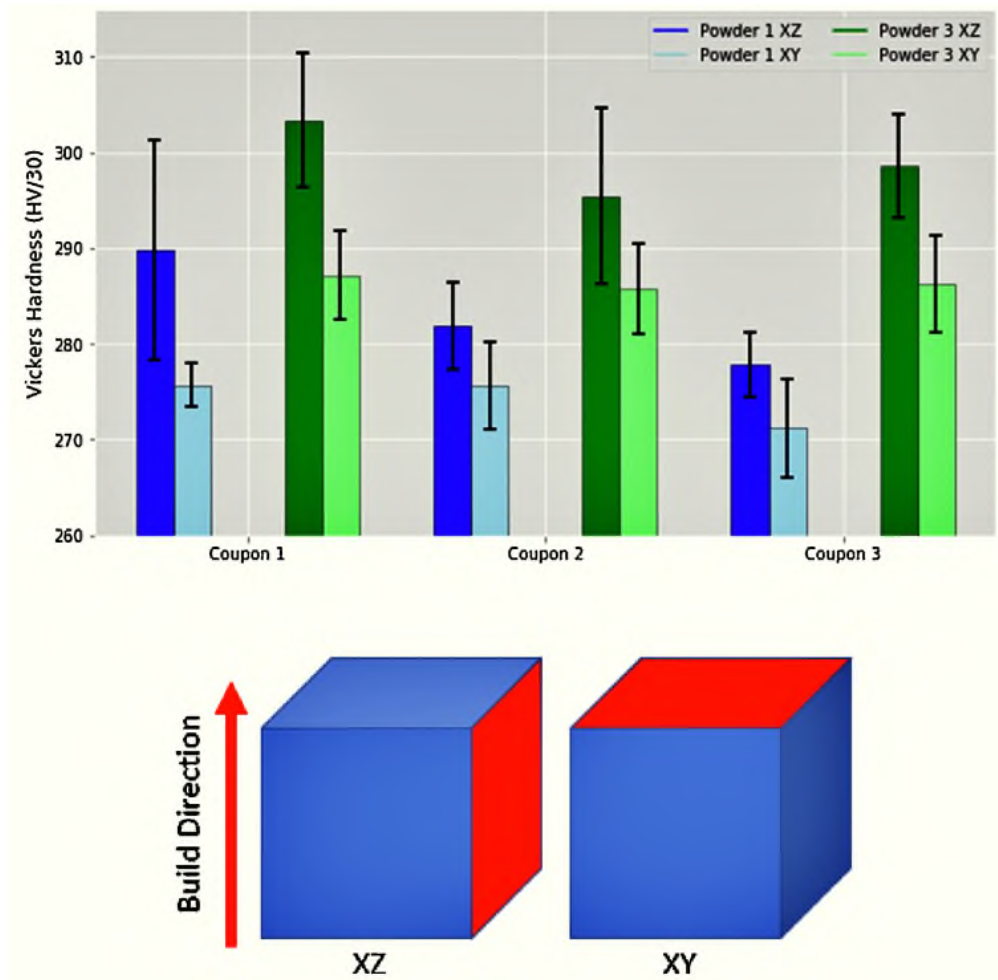 Powder 1 XZ
Powder 1 XY
Powder 3 XZ
Powder 3 XY
Vickers Hardness (HV/30)
310
300
290
280
270
260
Coupon 1
Coupon 2
Coupon 3
Build Direction
XZ
XY